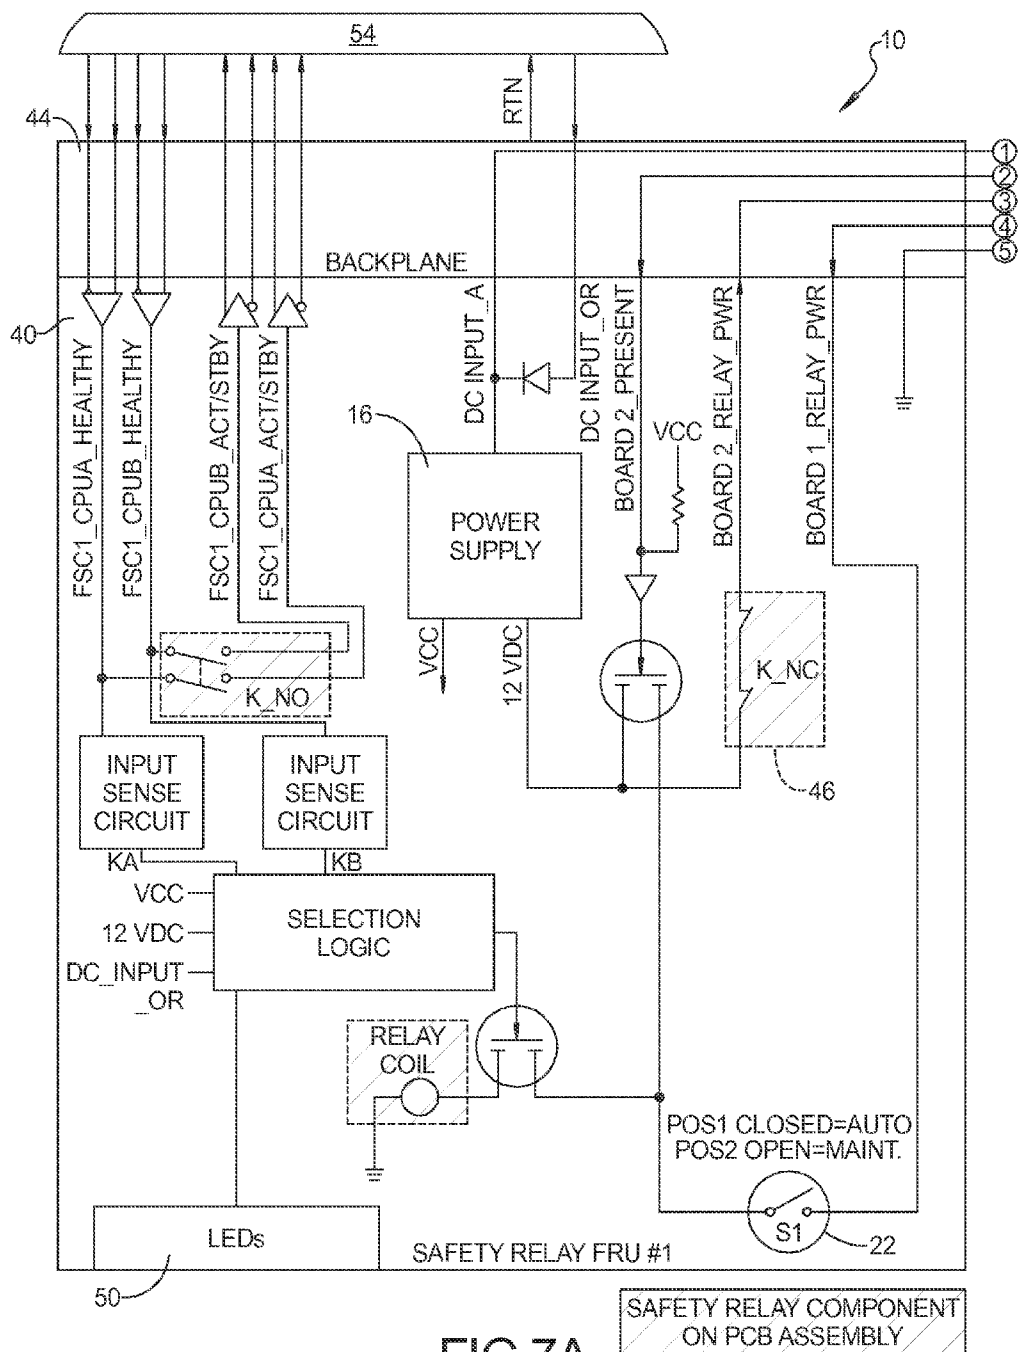 54
10
44
RTN
1
2
3
4
5
BACKPLANE
40
FSC1_CPUA_HEALTHY
FSC1_CPUB_HEALTHY
FSC1_CPUB_ACT/STBY
FSC1_CPUA_ACT/STBY
DC INPUT_A
DC INPUT_OR
BOARD 2_PRESENT
VCC
BOARD 2_RELAY_PWR
BOARD 1_RELAY_PWR
16
POWER
SUPPLY
VCC
12 VDC
K_NO
K_NC
46
INPUT
SENSE
CIRCUIT
INPUT
SENSE
CIRCUIT
KA
KB
VCC
12 VDC
DC_INPUT
_OR
SELECTION
LOGIC
RELAY
COIL
POS1 CLOSED=AUTO
POS2 OPEN=MAINT.
S1
22
LEDs
50
SAFETY RELAY FRU #1
SAFETY RELAY COMPONENT
ON PCB ASSEMBLY
FIG.7A